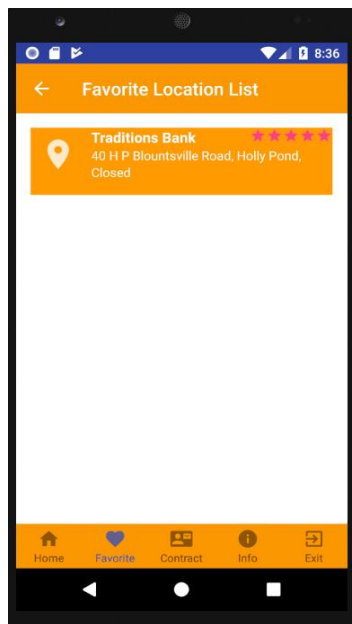 8:36
Favorite Location List
Traditions Bank
40 H P Blountsville Road, Holly Pond,
Closed
Home Favorite Contract Info Exit